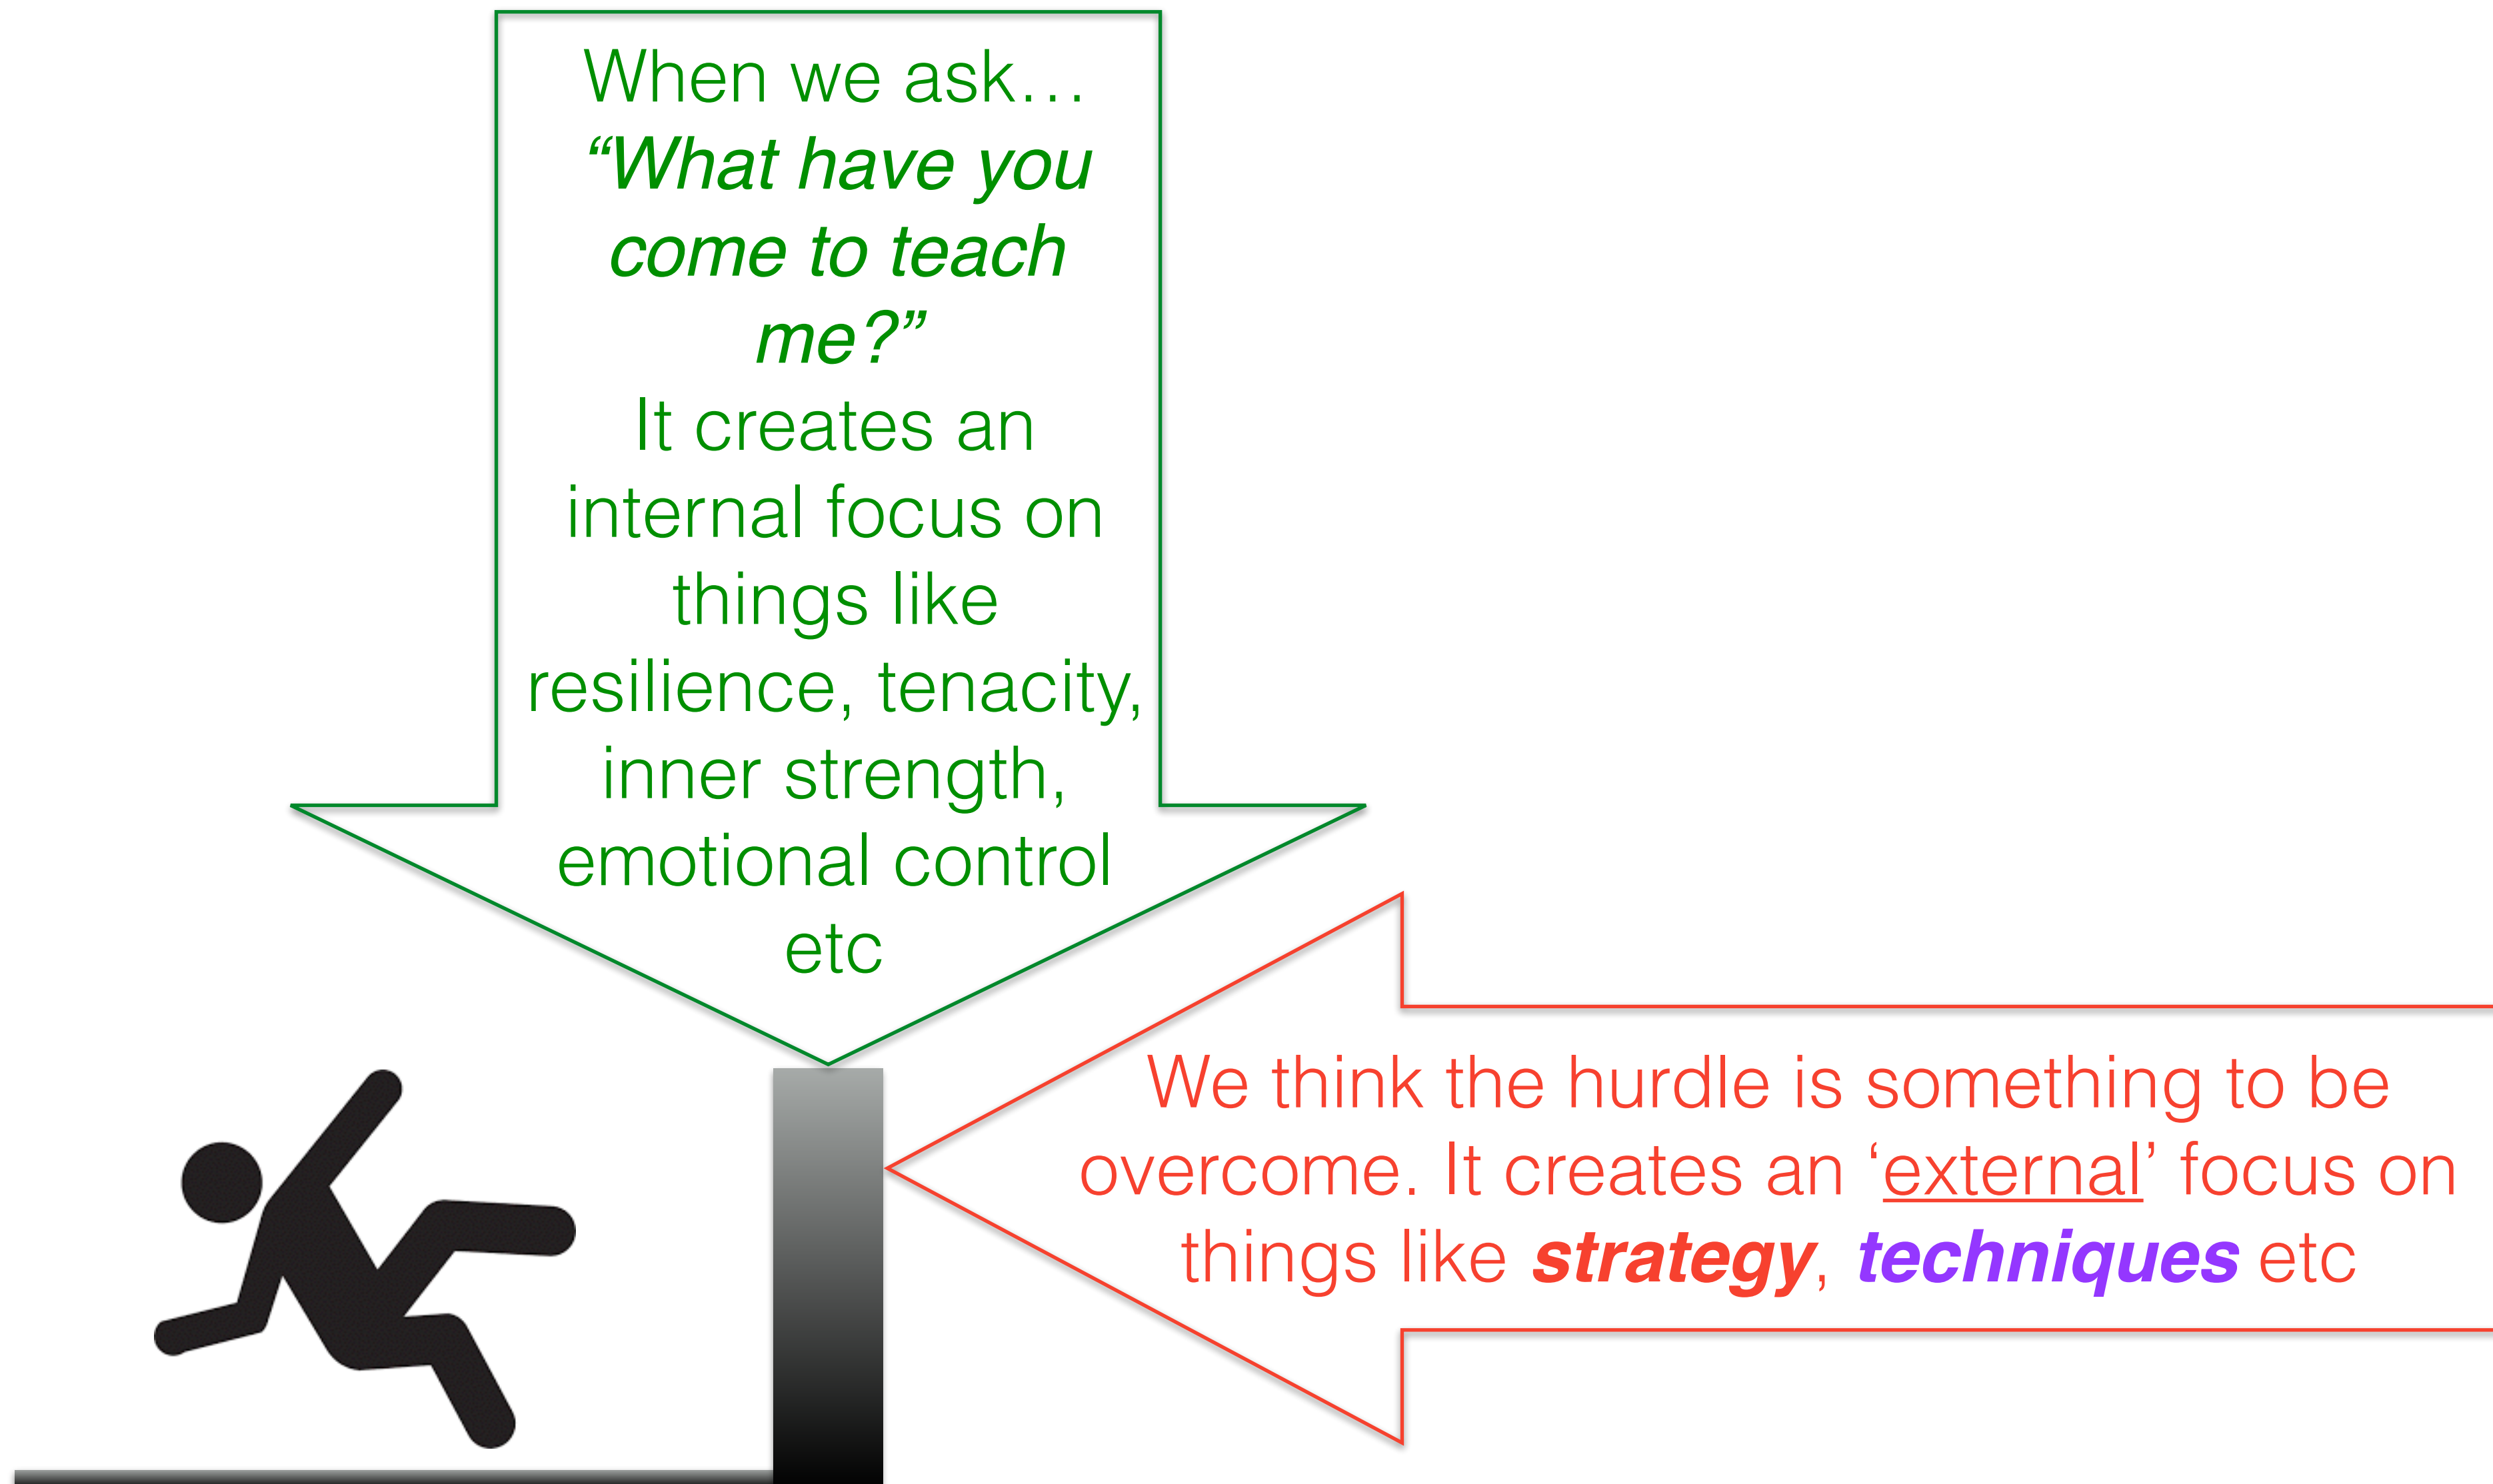 When we ask…
“What have you
come to teach
me?”
It creates an
internal focus on
things like
resilience, tenacity,
inner strength,
emotional control
etc
We think the hurdle is something to be
overcome. It creates an ‘external’ focus on
things like strategy, techniques etc